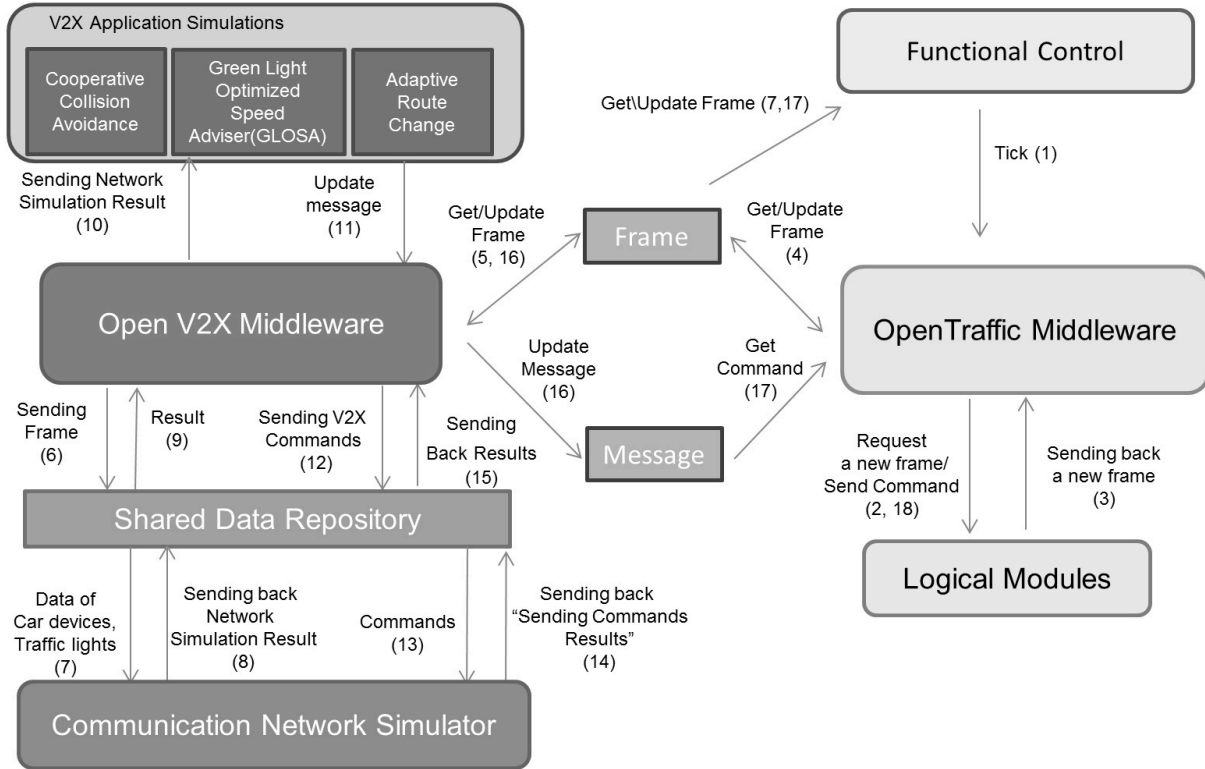 V2X Application Simulations
Cooperative
Collision
Avoidance
Green Light
Optimized
Speed
Adviser(GLOSA)
Adaptive
Route
Change
Functional Control
Get\Update Frame (7,17)
Tick (1)
Sending Network
Simulation Result
(10)
Update
message
(11)
Get/Update
Frame
(5, 16)
Frame
Get/Update
Frame
(4)
Open V2X Middleware
OpenTraffic Middleware
Update
Message
(16)
Get
Command
(17)
Message
Sending
Frame
(6)
Result
(9)
Sending V2X
Commands
(12)
Sending
Back Results
(15)
Request
a new frame/
Send Command
(2, 18)
Sending back
a new frame
(3)
Shared Data Repository
Logical Modules
Data of
Car devices,
Traffic lights
(7)
Sending back
Network
Simulation Result
(8)
Commands
(13)
Sending back
“Sending Commands
Results”
(14)
Communication Network Simulator